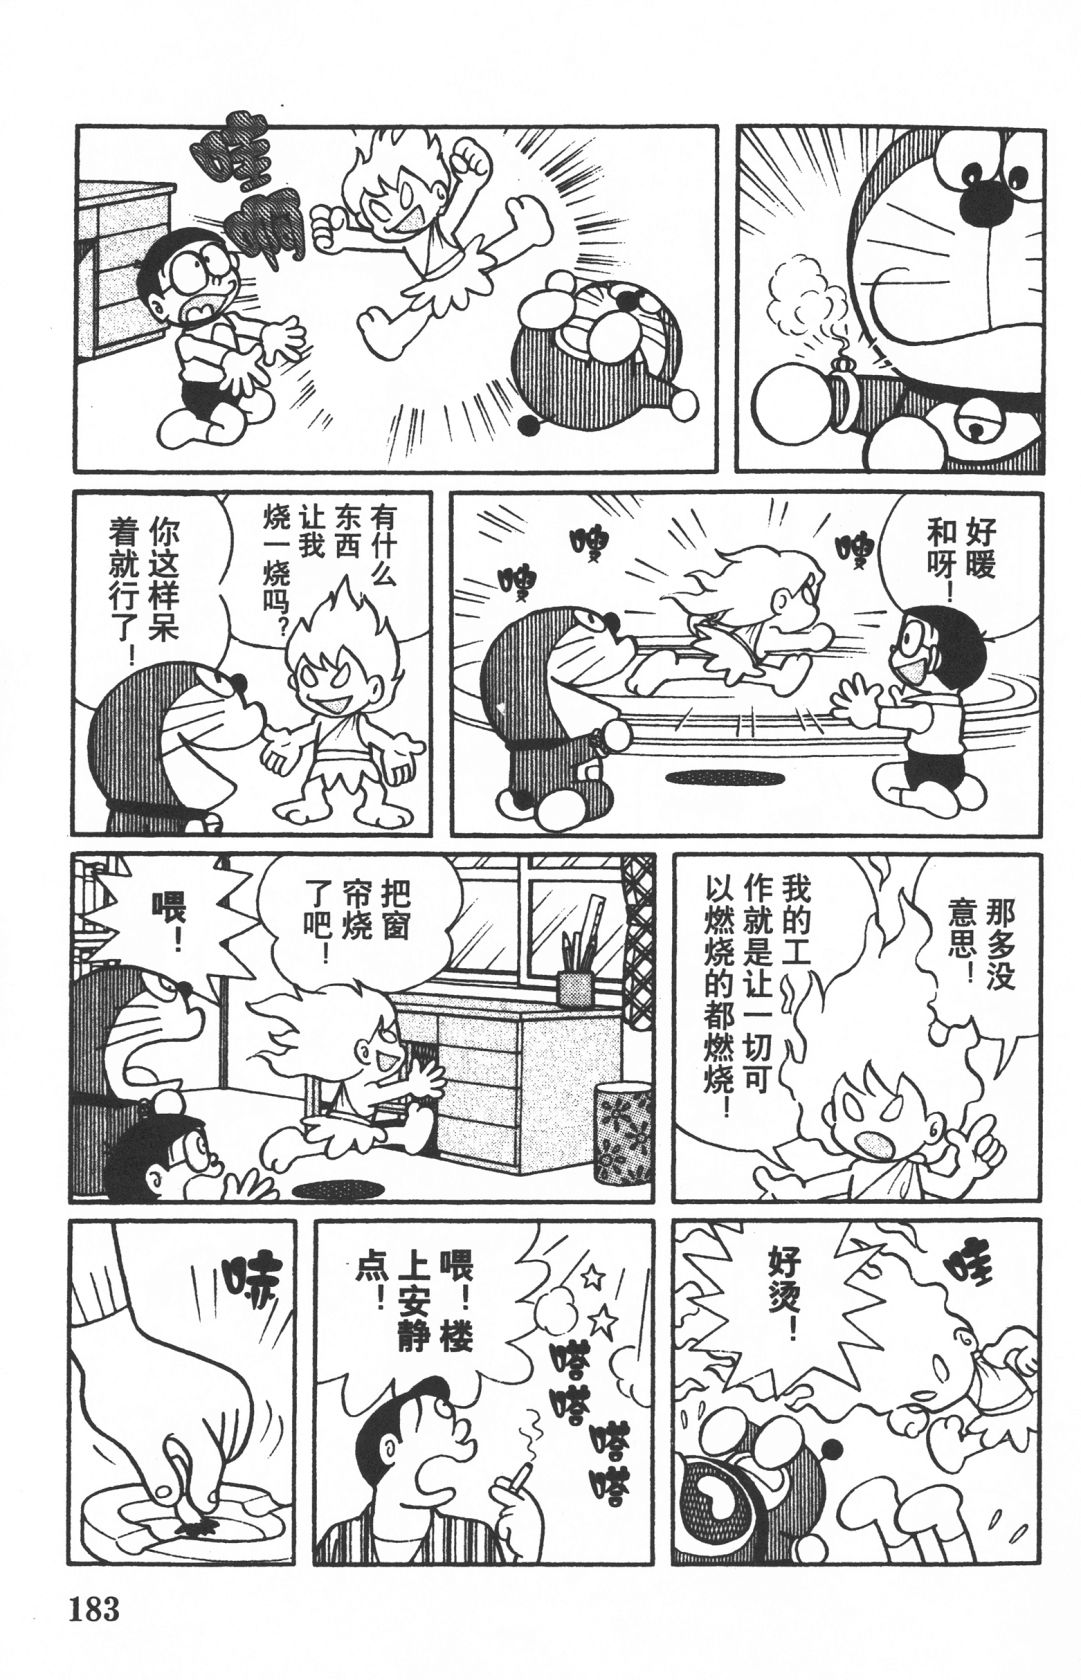 哇啊
好暖
和呀！
嗖
嗖
嗖
有什么
东西
让我
烧一烧吗？
你这样呆
着就行了！
那多没
意思！
我的工
作就是让一切可
以燃烧的都燃烧！
把窗
帘烧
了吧！
喂！
哇
好烫！
嗒
嗒
嗒
嗒
喂！楼
上安静
点！
哧
183